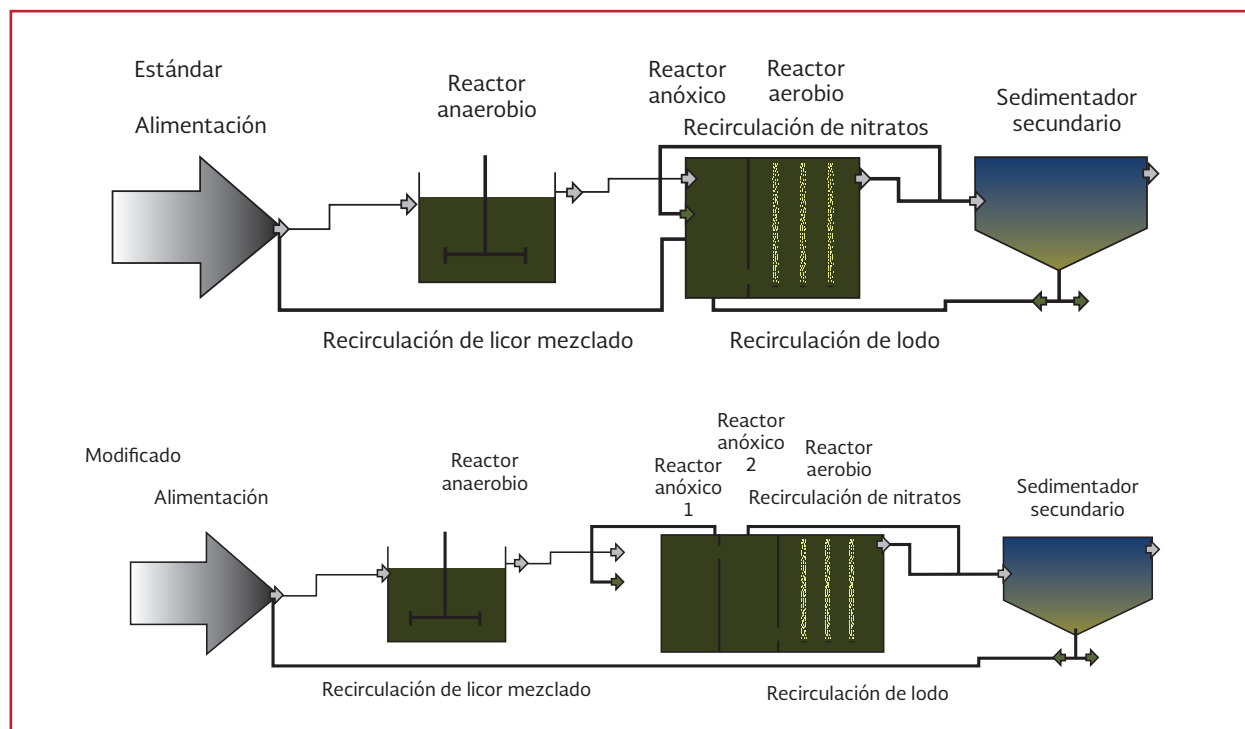 Estándar
Alimentación
Reactor
anaerobio
Reactor
anóxico
Reactor
aerobio
Recirculación de nitratos
Sedimentador
secundario
Recirculación de licor mezclado
Recirculación de lodo
Modificado
Alimentación
Reactor
anaerobio
Reactor
anóxico
1
Reactor
anóxico
2
Reactor
aerobio
Recirculación de nitratos
Sedimentador
secundario
Recirculación de licor mezclado
Recirculación de lodo